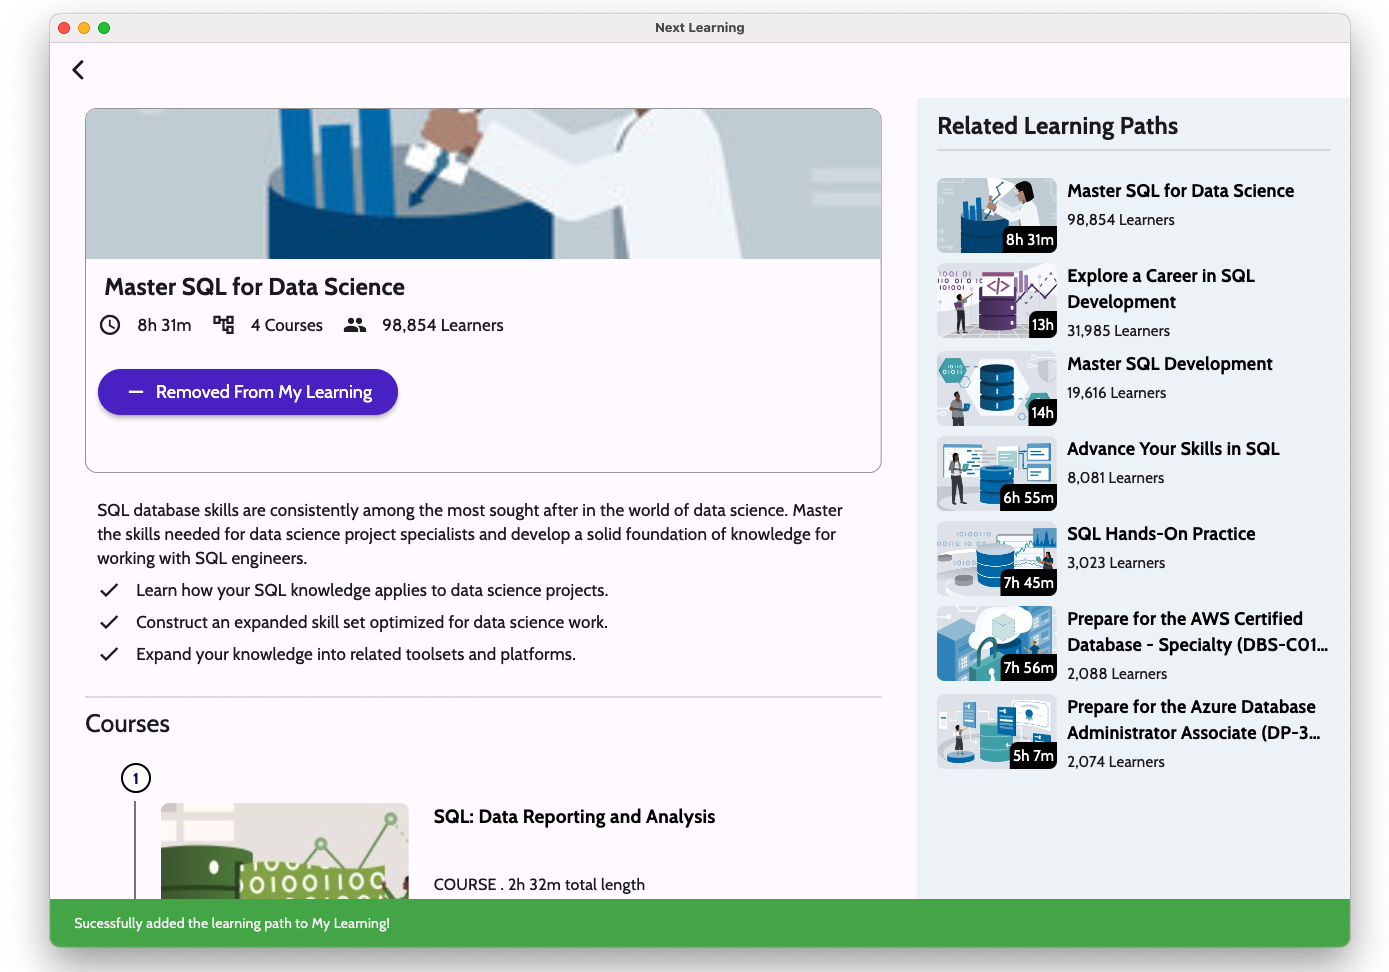 Next Learning
Master SQL for Data Science
8h 31m
4 Courses
98,854 Learners
Removed From My Learning
SQL database skills are consistently among the most sought after in the world of data science. Master
the skills needed for data science project specialists and develop a solid foundation of knowledge for
working with SQL engineers.
Learn how your SQL knowledge applies to data science projects.
Construct an expanded skill set optimized for data science work.
Expand your knowledge into related toolsets and platforms.
Courses
1
SQL: Data Reporting and Analysis
COURSE . 2h 32m total length
01001100
Related Learning Paths
8h 31m
Master SQL for Data Science
98,854 Learners
</>
13h
Explore a Career in SQL
Development
31,985 Learners
14h
Master SQL Development
19,616 Learners
6h 55m
Advance Your Skills in SQL
8,081 Learners
7h 45m
SQL Hands-On Practice
3,023 Learners
7h 56m
Prepare for the AWS Certified
Database - Specialty (DBS-C01...
2,088 Learners
5h 7m
Prepare for the Azure Database
Administrator Associate (DP-3...
2,074 Learners
Sucessfully added the learning path to My Learning!